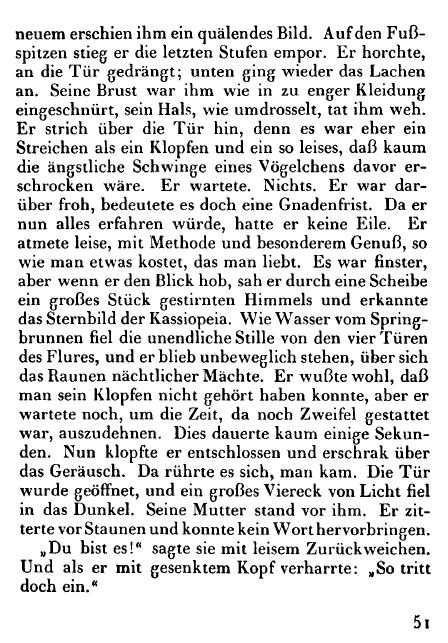 neuem erschien ihm ein quälendes Bild. Auf den Fuß-
spitzen stieg er die letzten Stufen empor. Er horchte,
an die Tür gedrängt; unten ging wieder das Lachen
an. Seine Brust war ihm wie in zu enger Kleidung
eingeschnürt, sein Hals, wie umdrosselt, tat ihm weh.
Er strich über die Tür hin, denn es war eher ein
Streichen als ein Klopfen und ein so leises, daß kaum
die ängstliche Schwinge eines Vögelchens davor er-
schrocken wäre. Er wartete. Nichts. Er war dar-
über froh, bedeutete es doch eine Gnadenfrist. Da er
nun alles erfahren würde, hatte er keine Eile. Er
atmete leise, mit Methode und besonderem Genuß, so
wie man etwas kostet, das man liebt. Es war finster,
aber wenn er den Blick hob, sah er durch eine Scheibe
ein großes Stück gestirnten Himmels und erkannte
das Sternbild der Kassiopeia. Wie Wasser vom Spring-
brunnen fiel die unendliche Stille von den vier Türen
des Flures, und er blieb unbeweglich stehen, über sich
das Raunen nächtlicher Mächte. Er wußte wohl, daß
man sein Klopfen nicht gehört haben konnte, aber er
wartete noch, um die Zeit, da noch Zweifel gestattet
war, auszudehnen. Dies dauerte kaum einige Sekun-
den. Nun klopfte er entschlossen und erschrak über
das Geräusch. Da rührte es sich, man kam. Die Tür
wurde geöffnet, und ein großes Viereck von Licht fiel
in das Dunkel. Seine Mutter stand vor ihm. Er zit-
terte vor Staunen und konnte kein Wort hervorbringen.
„Du bist es!“ sagte sie mit leisem Zurückweichen.
Und als er mit gesenktem Kopf verharrte: „So tritt
doch ein.“
51